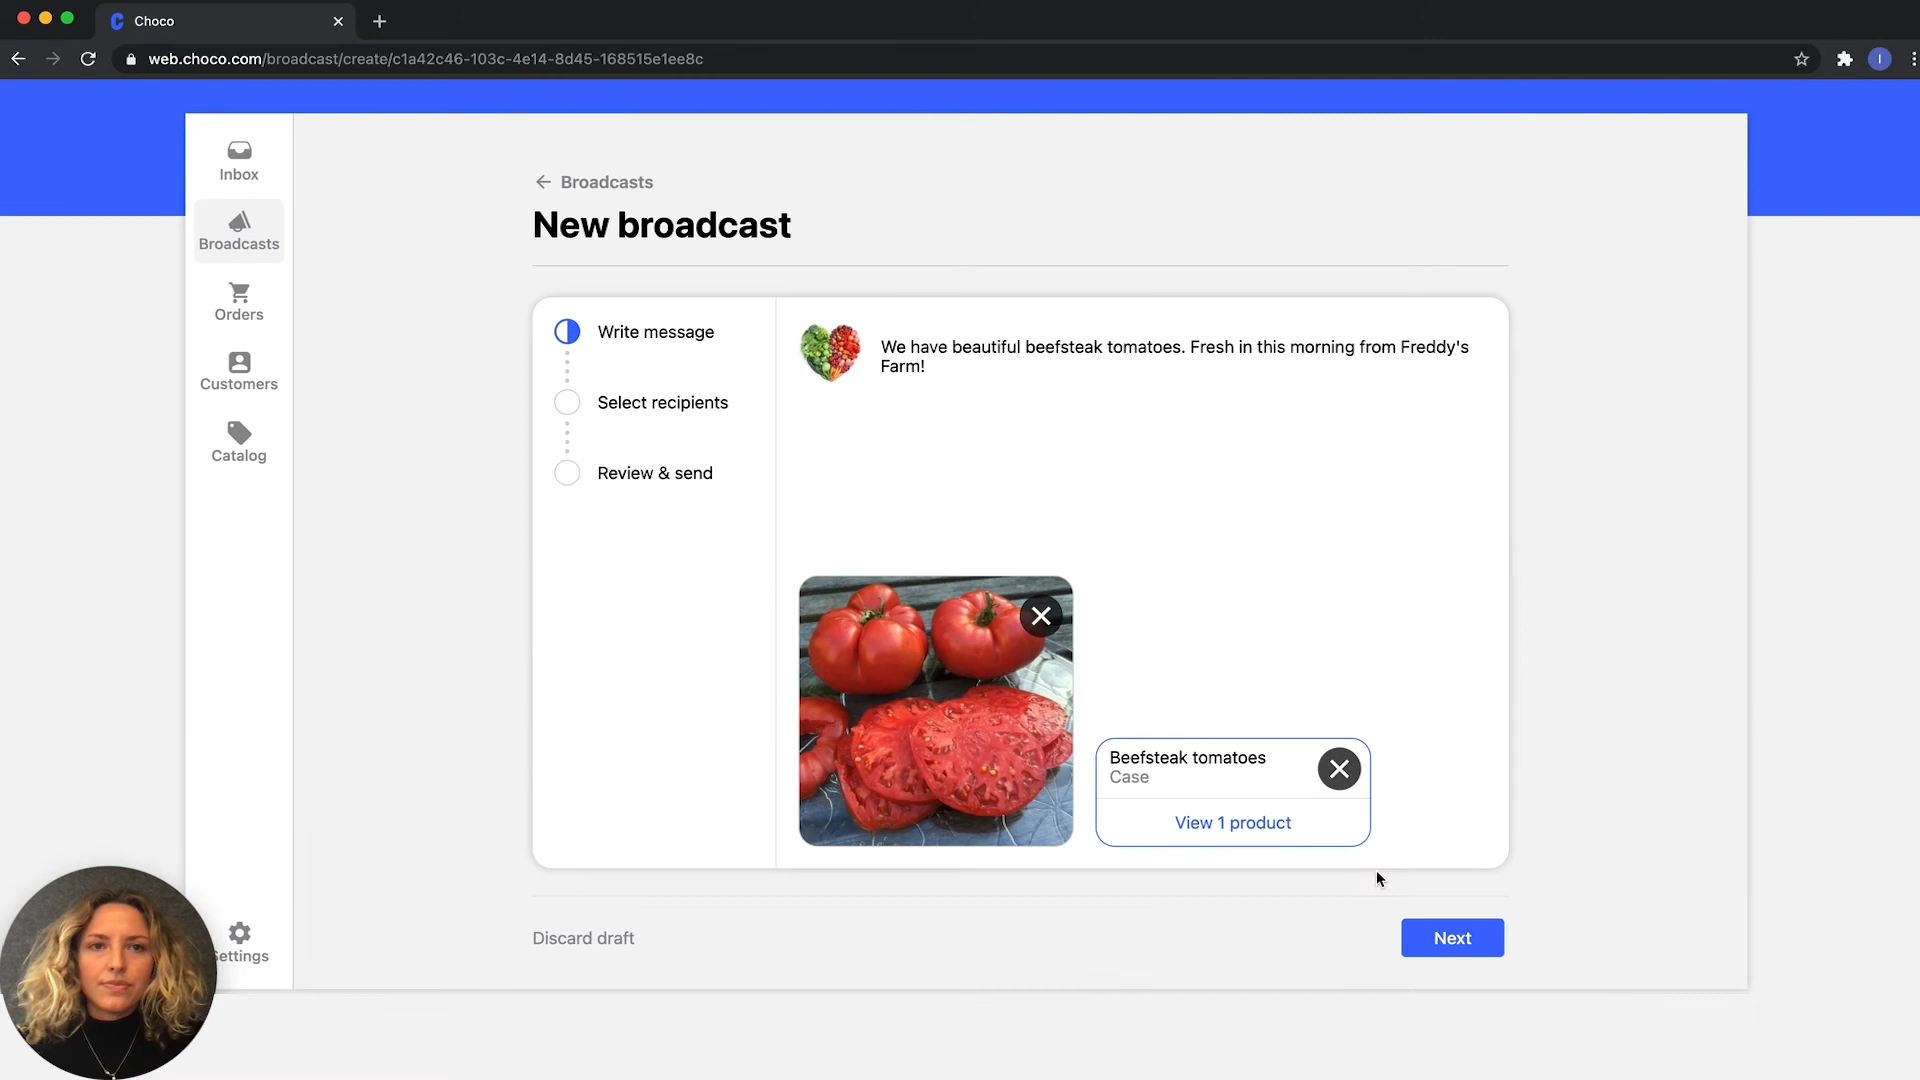 Choco
web.choco.com/broadcast/create/c1a42c46-103c-4e14-8d45-168515e1ee8c
I
Inbox
Broadcasts
Orders
Customers
Catalog
ettings
Broadcasts
New broadcast
Write message
Select recipients
Review & send
We have beautiful beefsteak tomatoes. Fresh in this morning from Freddy's
Farm!
Beefsteak tomatoes
Case
View 1 product
Discard draft
Next